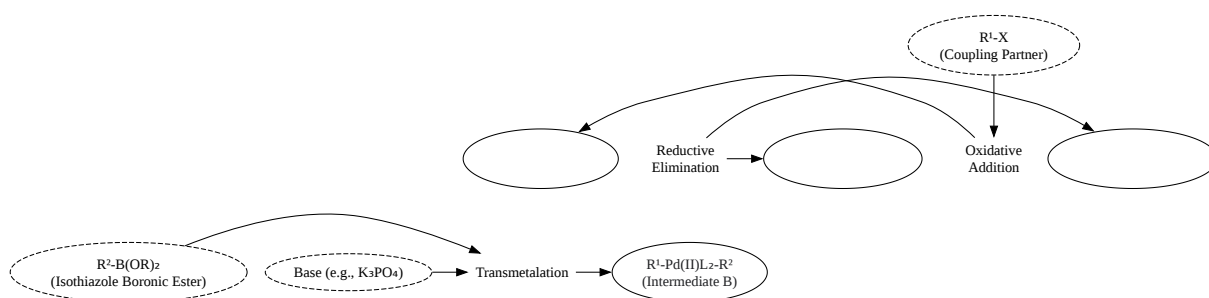 R¹-X
(Coupling Partner)
Reductive
Elimination
Oxidative
Addition
R²-B(OR)₂
(Isothiazole Boronic Ester)
Base (e.g., K₃PO₄)
Transmetalation
R¹-Pd(II)L₂-R²
(Intermediate B)